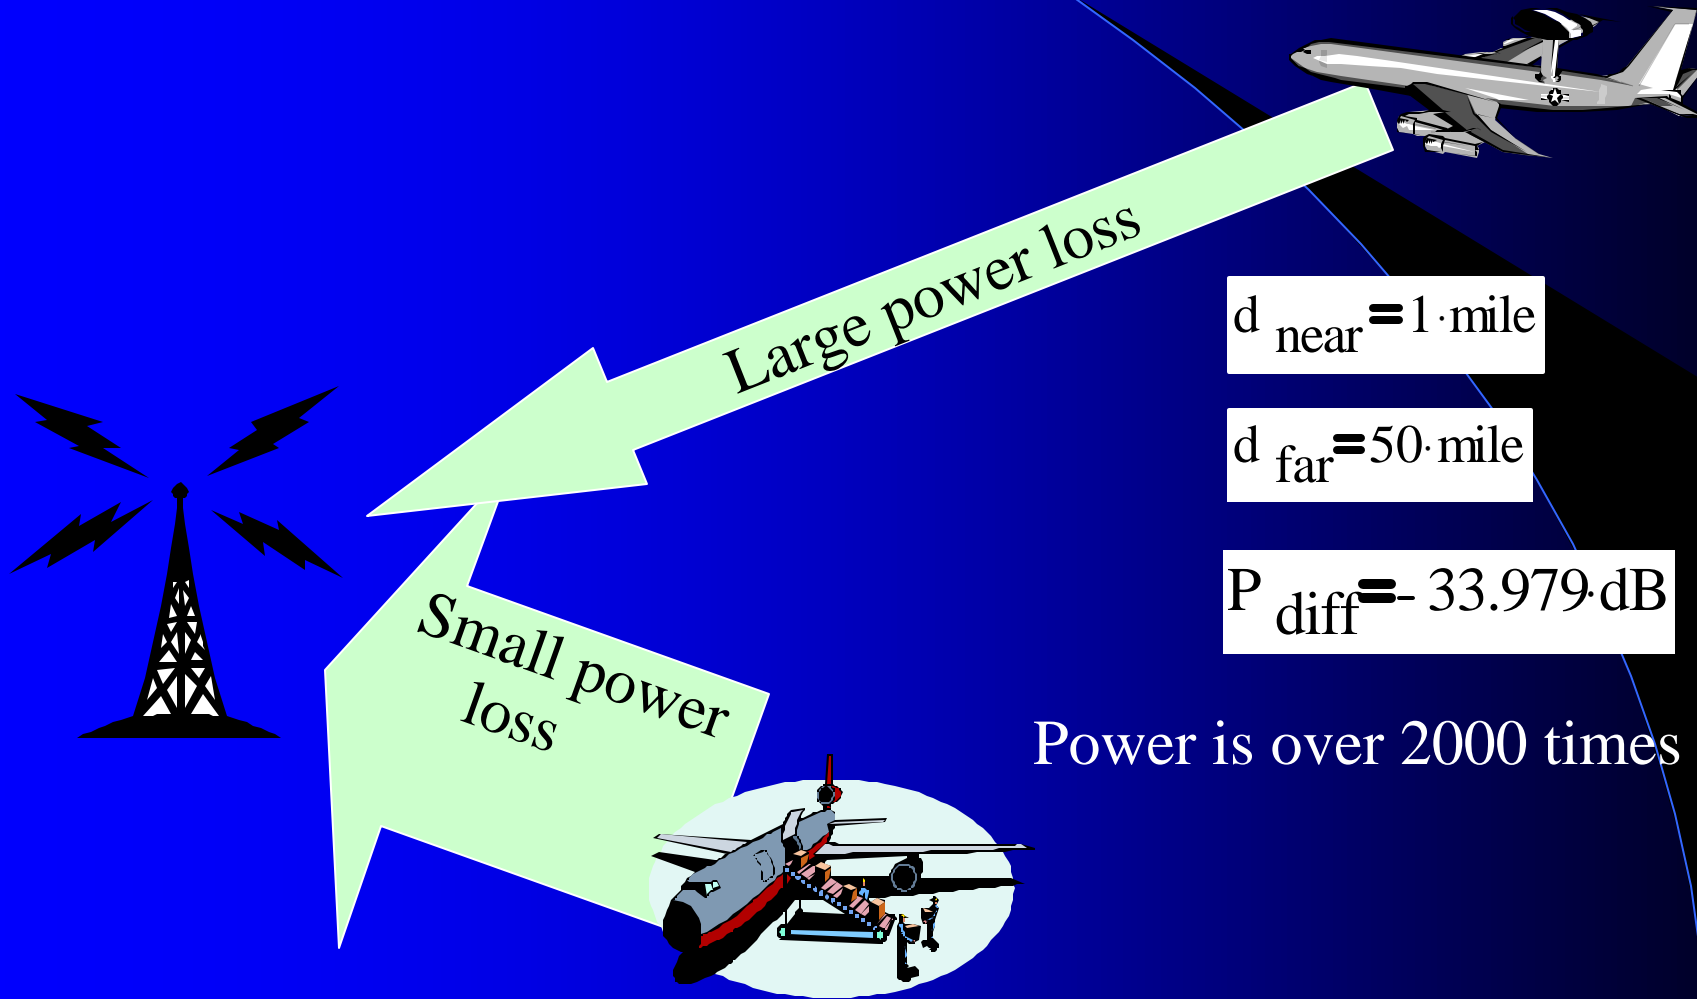 Large power loss
d near=1·mile
d far=50·mile
P diff=- 33.979·dB
Small power
loss
Power is over 2000 times